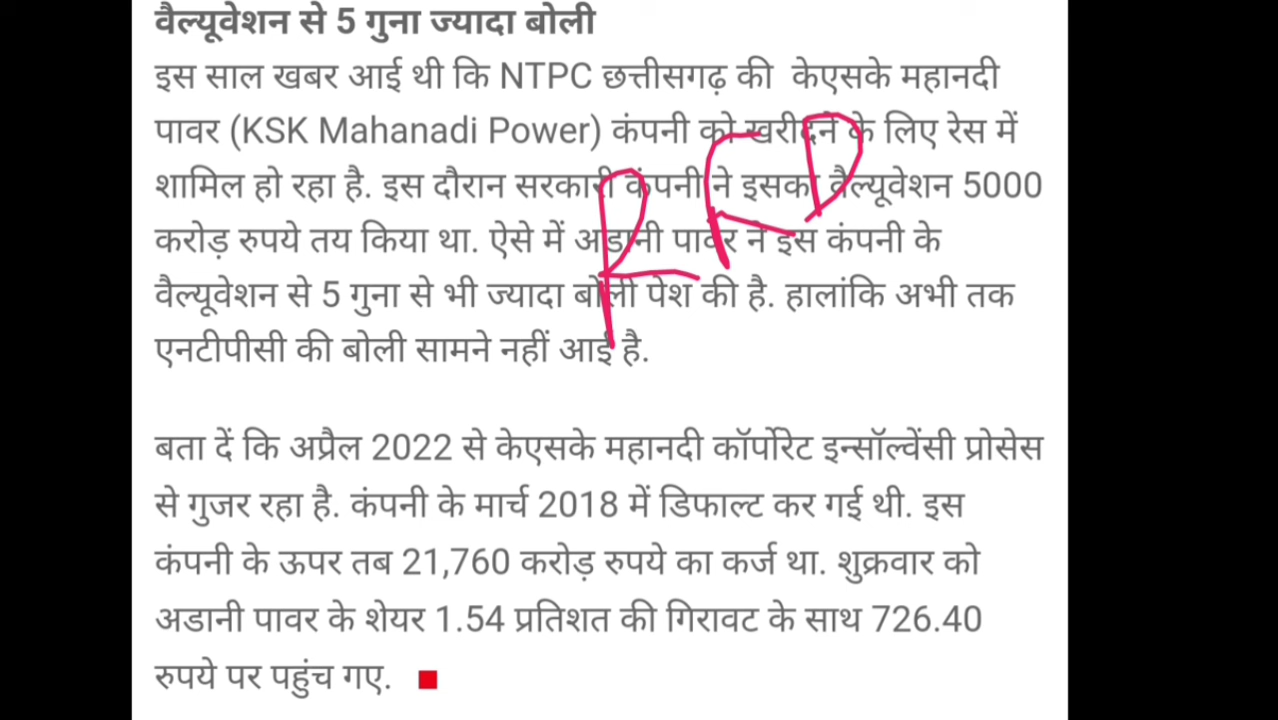 वैल्यूवेशन से 5 गुना ज्यादा बोली
इस साल खबर आई थी कि NTPC छत्तीसगढ़ की केएसके महानदी
पावर (KSK Mahanadi Power) कंपनी को खरीदने के लिए रेस में
शामिल हो रहा है. इस दौरान सरकारी कंपनी ने इसका वैल्यूवेशन 5000
करोड़ रुपये तय किया था. ऐसे में अडानी पावर ने इस कंपनी के
वैल्यूवेशन से 5 गुना से भी ज्यादा बोली पेश की है. हालांकि अभी तक
एनटीपीसी की बोली सामने नहीं आई है.
बता दें कि अप्रैल 2022 से केएसके महानदी कॉर्पोरेट इन्सॉल्वेंसी प्रोसेस
से गुजर रहा है. कंपनी के मार्च 2018 में डिफाल्ट कर गई थी. इस
कंपनी के ऊपर तब 21,760 करोड़ रुपये का कर्ज था. शुक्रवार को
अडानी पावर के शेयर 1.54 प्रतिशत की गिरावट के साथ 726.40
रुपये पर पहुंच गए.